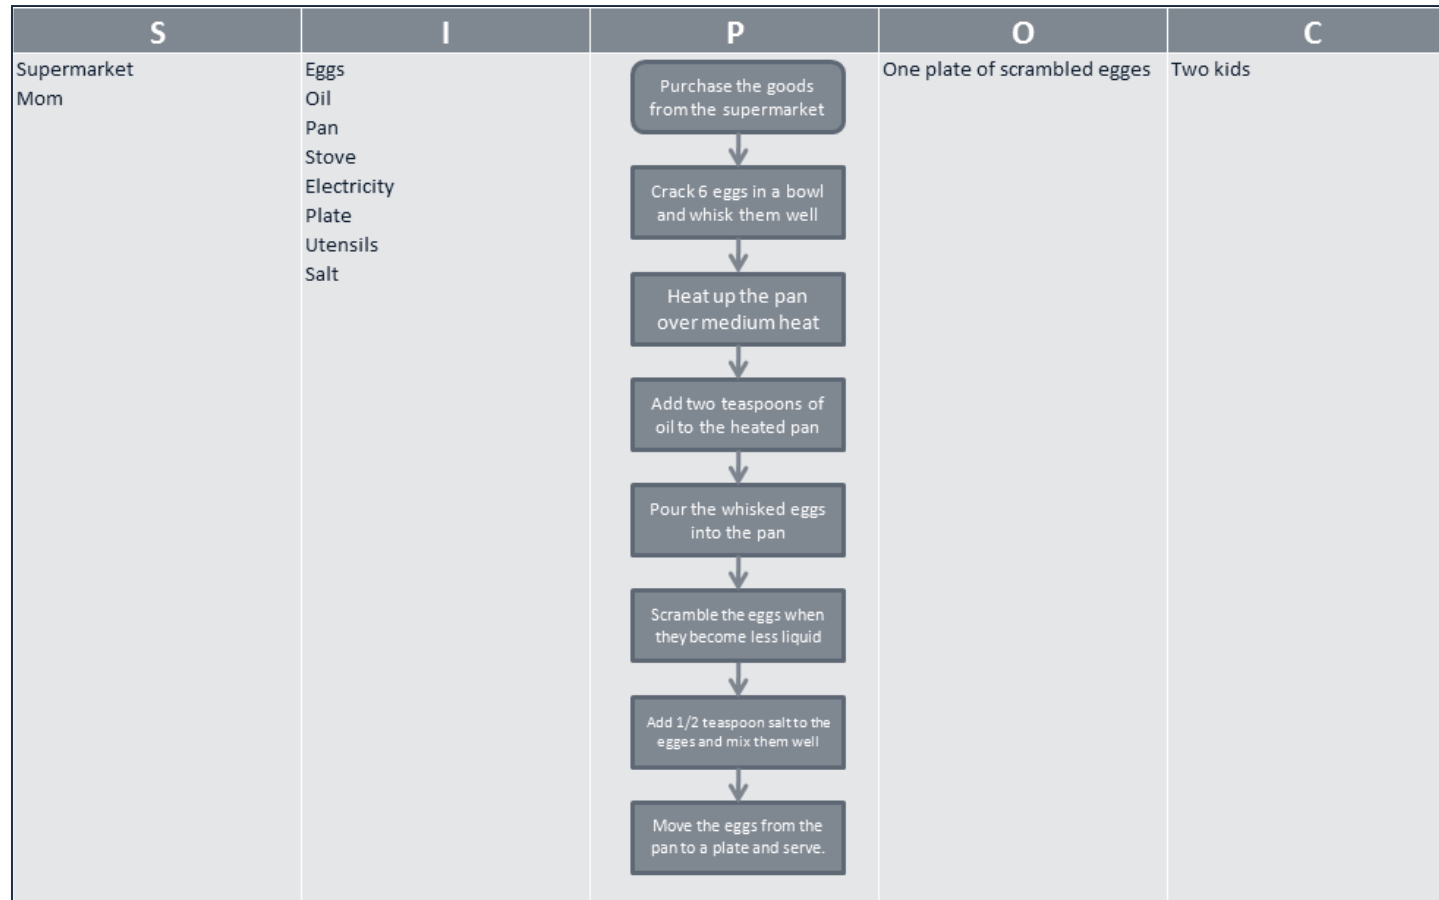 S
I
P
O
C
Supermarket
Mom
Eggs
Oil
Pan
Stove
Electricity
Plate
Utensils
Salt
Purchase the goods
from the supermarket
Crack 6 eggs in a bowl
and whisk them well
Heat up the pan
over medium heat
Add two teaspoons of
oil to the heated pan
Pour the whisked eggs
into the pan
Scramble the eggs when
they become less liquid
Add 1/2 teaspoon salt to the
egges and mix them well
Move the eggs from the
pan to a plate and serve.
One plate of scrambled egges
Two kids